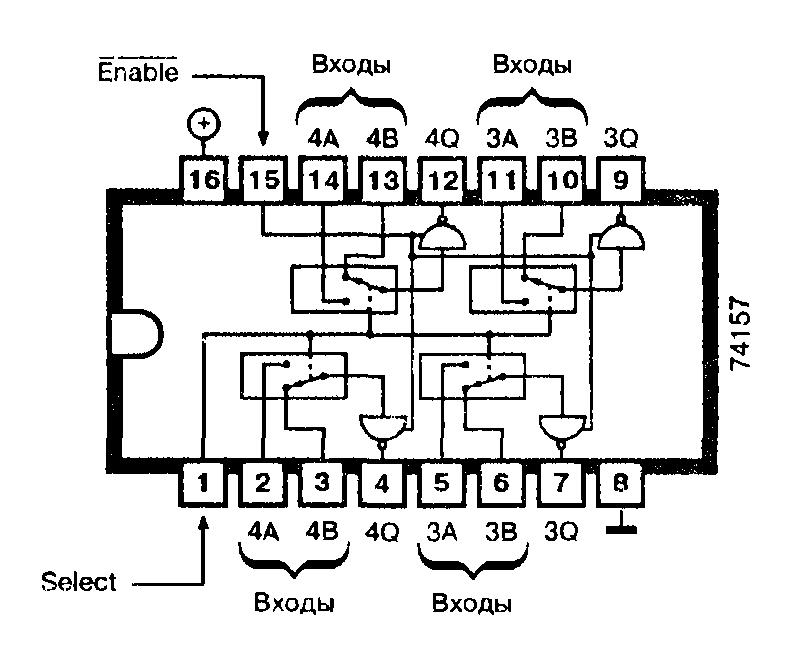 Enable
Входы Входы
4A 4B 4Q 3A 3B 3Q
+
16 15 14 13 12 11 10 9
74157
1 2 3 4 5 6 7 8
4A 4B 4Q 3A 3B 3Q
Select
Входы Входы